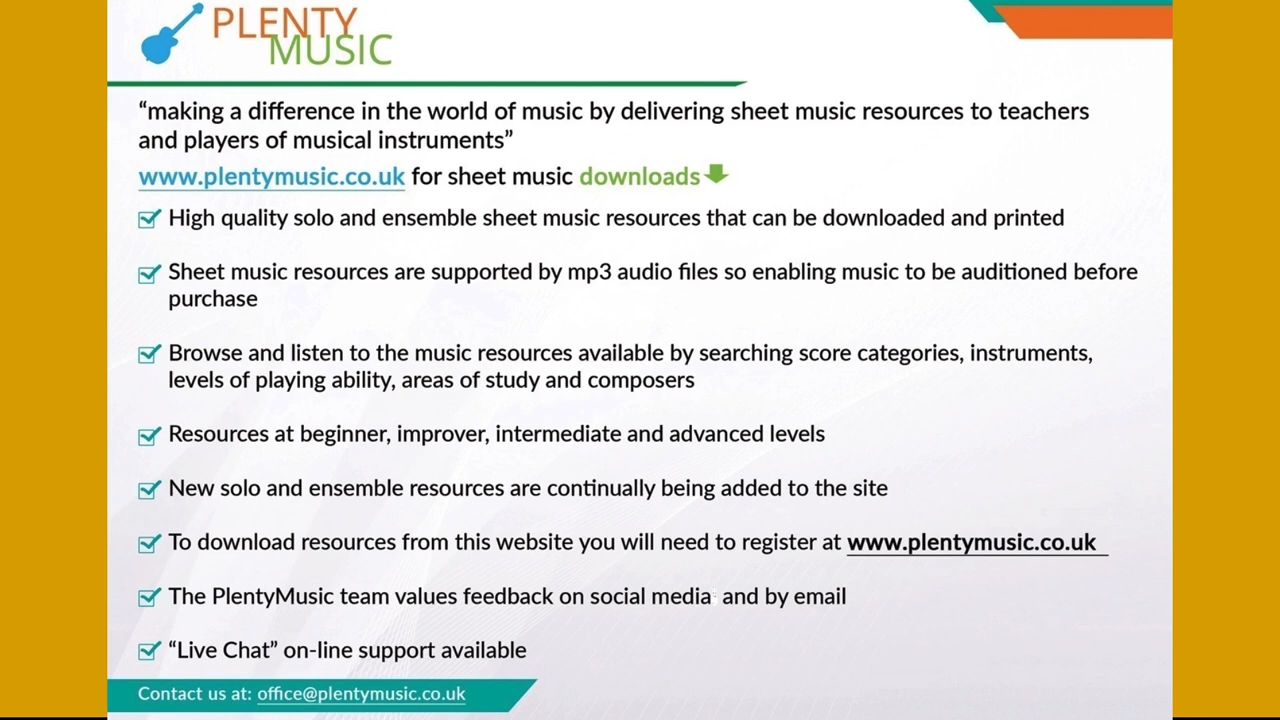 PLENTY
MUSIC
“making a difference in the world of music by delivering sheet music resources to teachers
and players of musical instruments”
www.plentymusic.co.uk for sheet music downloads
High quality solo and ensemble sheet music resources that can be downloaded and printed
Sheet music resources are supported by mp3 audio files so enabling music to be auditioned before
purchase
Browse and listen to the music resources available by searching score categories, instruments,
levels of playing ability, areas of study and composers
Resources at beginner, improver, intermediate and advanced levels
New solo and ensemble resources are continually being added to the site
To download resources from this website you will need to register at www.plentymusic.co.uk
The PlentyMusic team values feedback on social media and by email
“Live Chat” on-line support available
Contact us at: office@plentymusic.co.uk